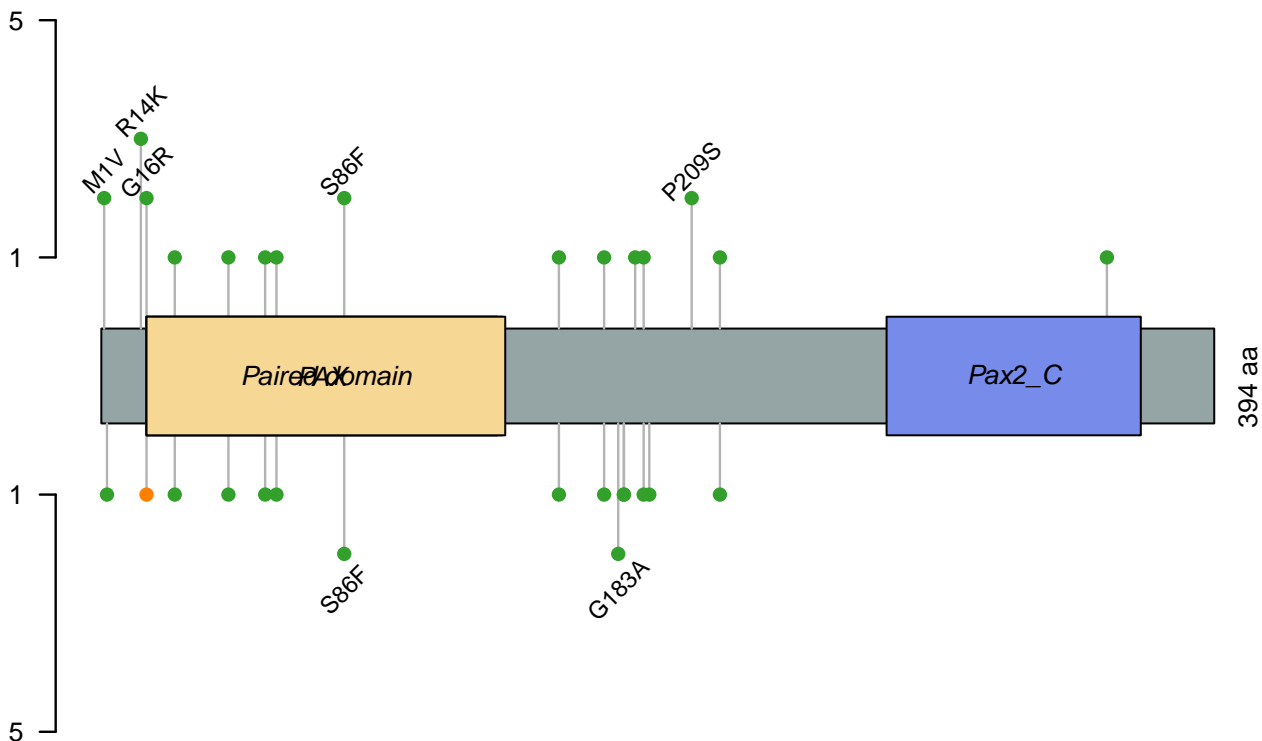 5
R14K
M1V
G16R
S86F
P209S
1
Paired domain
PAX
Pax2_C
394 aa
1
S86F
G183A
5